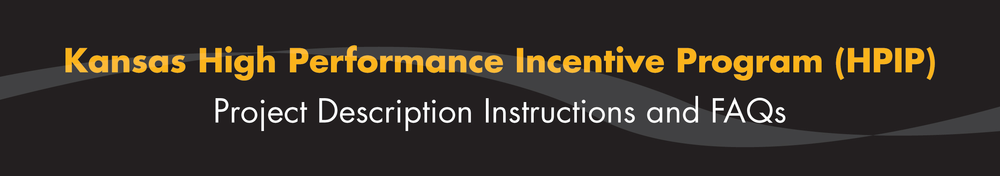 Kansas High Performance Incentive Program (HPIP)
Project Description Instructions and FAQs